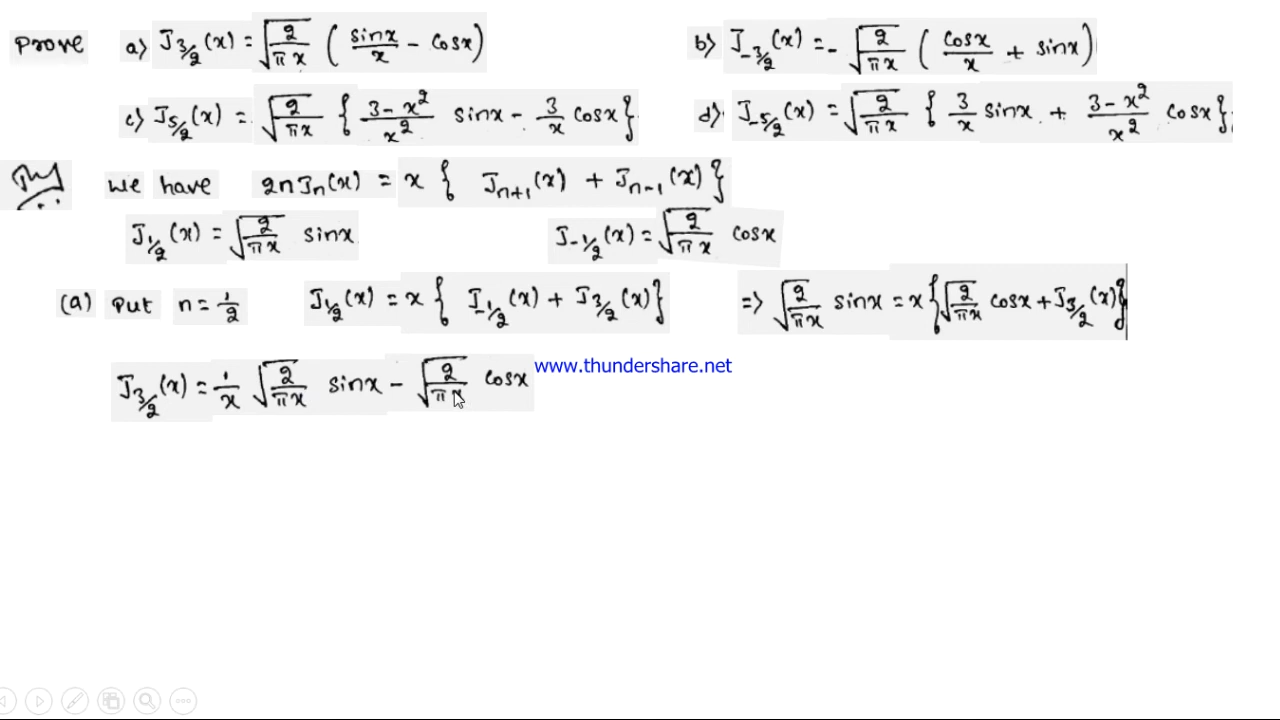 Prove a) J_{3/2}(x) = √(2/πx) ( sinx/x - cosx) b) J_{-3/2}(x) = - √(2/πx) ( cosx/x + sinx)
c) J_{5/2}(x) = √(2/πx) { 3-x²/x² sinx - 3/x cosx} d) J_{-5/2}(x) = √(2/πx) { 3/x sinx + 3-x²/x² cosx}
we have 2nJ_n(x) = x { J_{n+1}(x) + J_{n-1}(x)}
J_{1/2}(x) = √(2/πx) sinx J_{-1/2}(x) = √(2/πx) cosx
(a) Put n = 1/2 J_{1/2}(x) = x { J_{-1/2}(x) + J_{3/2}(x)} => √(2/πx) sinx = x{√(2/πx) cosx + J_{3/2}(x)}
www.thundershare.net
J_{3/2}(x) = 1/x √(2/πx) sinx - √(2/πx) cosx